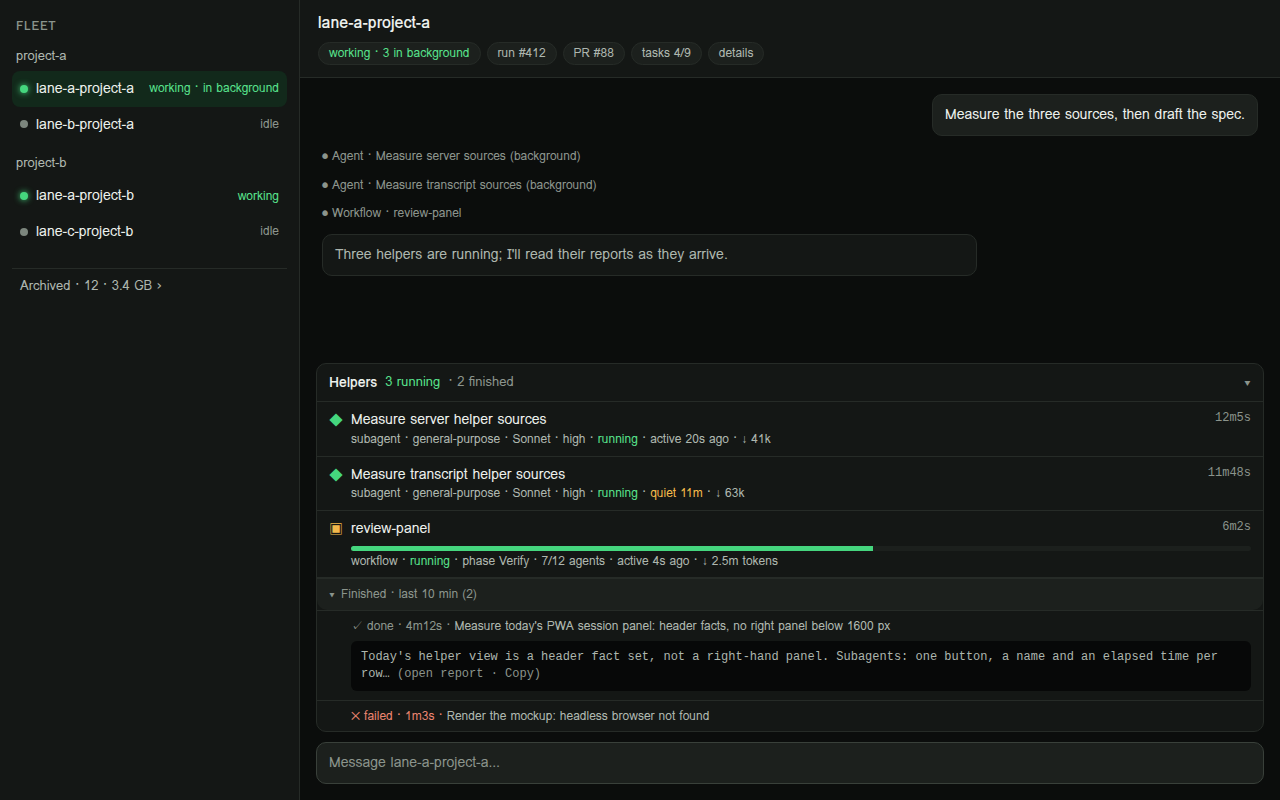 FLEET
project-a
lane-a-project-a working · in background
lane-b-project-a idle
project-b
lane-a-project-b working
lane-c-project-b idle
Archived · 12 · 3.4 GB ›
lane-a-project-a
working · 3 in background run #412 PR #88 tasks 4/9 details
Measure the three sources, then draft the spec.
● Agent · Measure server sources (background)
● Agent · Measure transcript sources (background)
● Workflow · review-panel
Three helpers are running; I'll read their reports as they arrive.
Helpers 3 running · 2 finished ▾
Measure server helper sources 12m5s
subagent · general-purpose · Sonnet · high · running · active 20s ago · ↓ 41k
Measure transcript helper sources 11m48s
subagent · general-purpose · Sonnet · high · running · quiet 11m · ↓ 63k
review-panel 6m2s
workflow · running · phase Verify · 7/12 agents · active 4s ago · ↓ 2.5m tokens
▾ Finished · last 10 min (2)
✓ done · 4m12s · Measure today's PWA session panel: header facts, no right panel below 1600 px
Today's helper view is a header fact set, not a right-hand panel. Subagents: one button, a name and an elapsed time per
row… (open report · Copy)
✕ failed · 1m3s · Render the mockup: headless browser not found
Message lane-a-project-a...